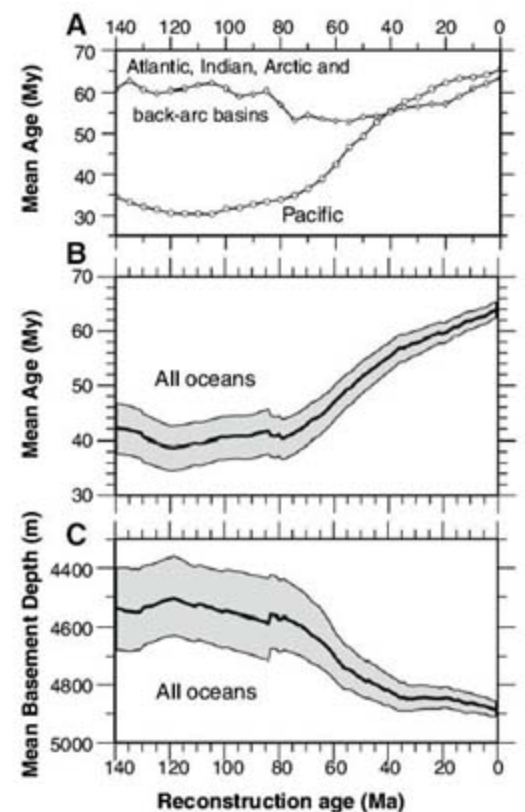 A
140 120 100 80 60 40 20 0
70
60
50
40
30
Mean Age (My)
Atlantic, Indian, Arctic and
back-arc basins
Pacific
B
70
60
50
40
30
Mean Age (My)
All oceans
C
4400
4600
4800
5000
Mean Basement Depth (m)
All oceans
140 120 100 80 60 40 20 0
Reconstruction age (Ma)